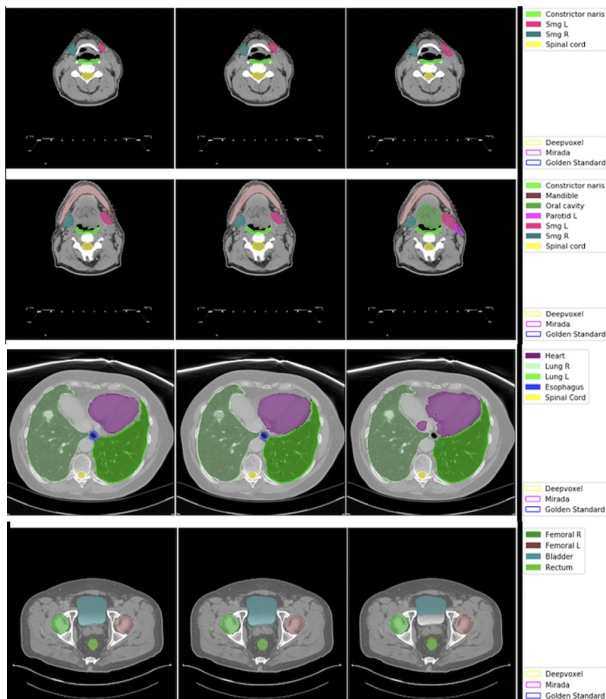 Constrictor naris
Smg L
Smg R
Spinal cord
Deepvoxel
Mirada
Golden Standard
Constrictor naris
Mandible
Oral cavity
Parotid L
Smg L
Smg R
Spinal cord
Deepvoxel
Mirada
Golden Standard
Heart
Lung R
Lung L
Esophagus
Spinal Cord
Deepvoxel
Mirada
Golden Standard
Femoral R
Femoral L
Bladder
Rectum
Deepvoxel
Mirada
Golden Standard